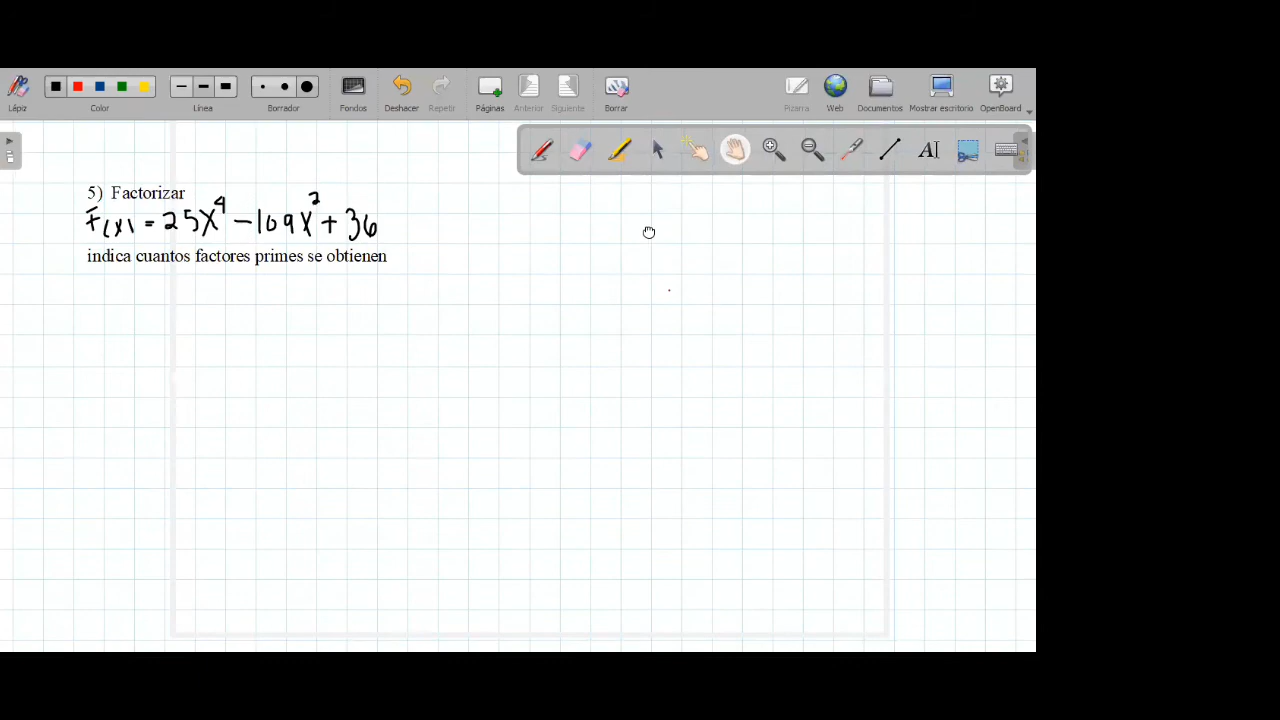 Lápiz Color Línea Borrador Fondos Deshacer Repetir Páginas Anterior Siguiente Borrar Pizarra Web Documentos Mostrar escritorio OpenBoard
AI
5) Factorizar
F(x) = 25x⁴ - 109x² + 36
indica cuantos factores primes se obtienen